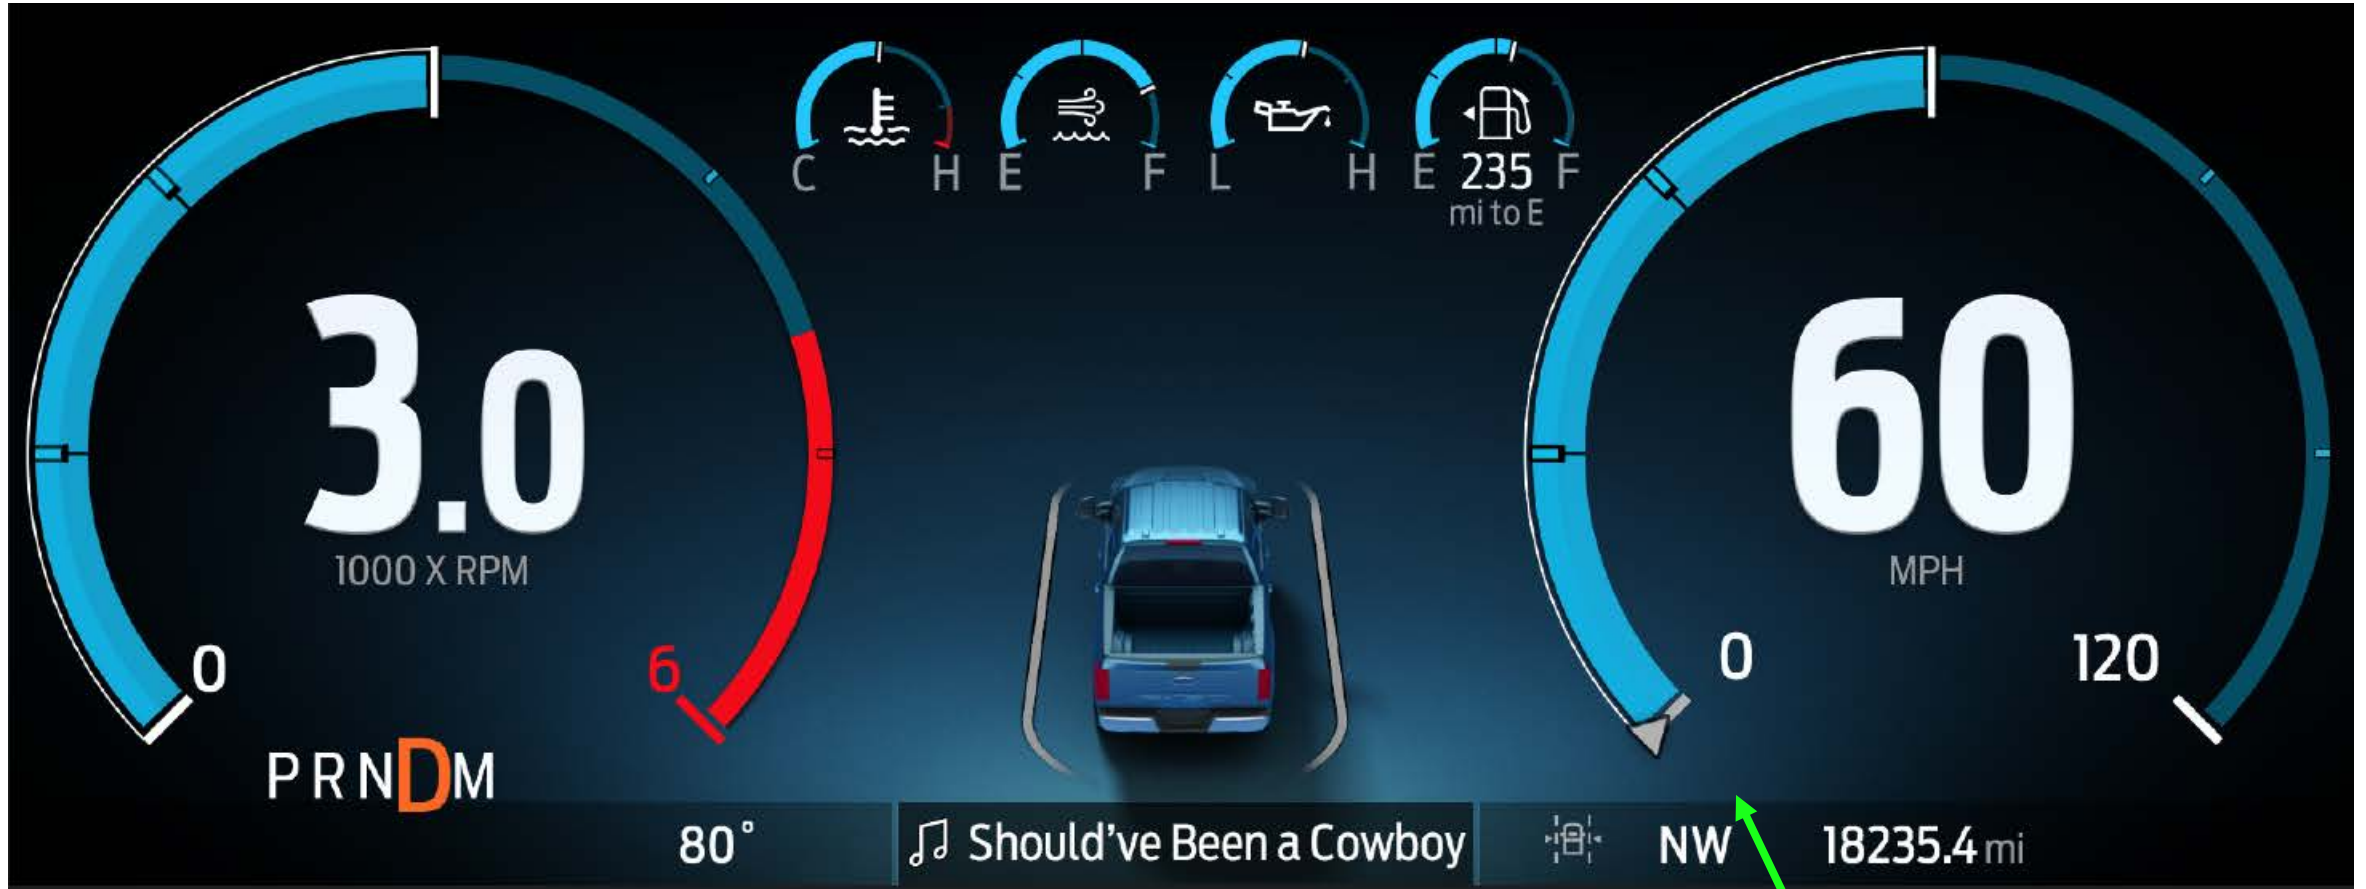 C H E F L H E F
235
mi to E
3.0
1000 X RPM
0 6
60
MPH
0 120
P R N D M
80°
Should've Been a Cowboy
NW
18235.4 mi